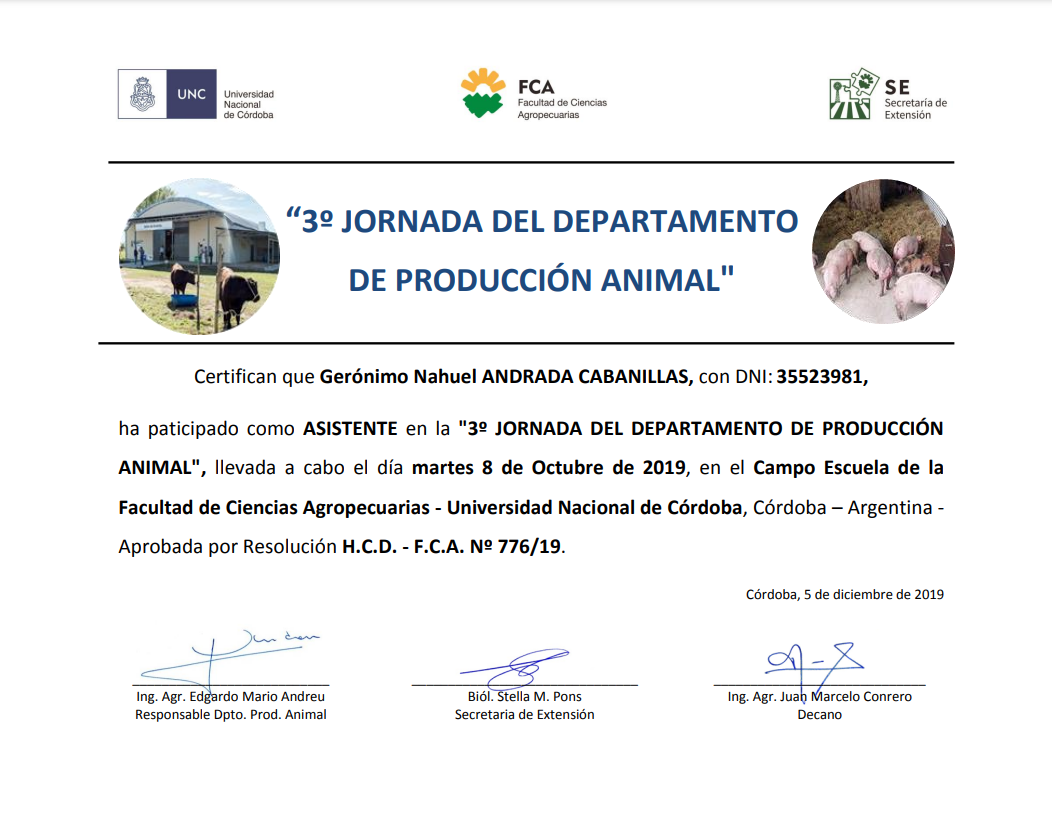 UNC
Universidad
Nacional
de Córdoba
FCA
Facultad de Ciencias
Agropecuarias
SE
Secretaría de
Extensión
“3º JORNADA DEL DEPARTAMENTO
DE PRODUCCIÓN ANIMAL"
Certifican que Gerónimo Nahuel ANDRADA CABANILLAS, con DNI: 35523981,
ha paticipado como ASISTENTE en la "3º JORNADA DEL DEPARTAMENTO DE PRODUCCIÓN
ANIMAL", llevada a cabo el día martes 8 de Octubre de 2019, en el Campo Escuela de la
Facultad de Ciencias Agropecuarias - Universidad Nacional de Córdoba, Córdoba – Argentina -
Aprobada por Resolución H.C.D. - F.C.A. Nº 776/19.
Córdoba, 5 de diciembre de 2019
Ing. Agr. Edgardo Mario Andreu
Responsable Dpto. Prod. Animal
Biól. Stella M. Pons
Secretaria de Extensión
Ing. Agr. Juan Marcelo Conrero
Decano